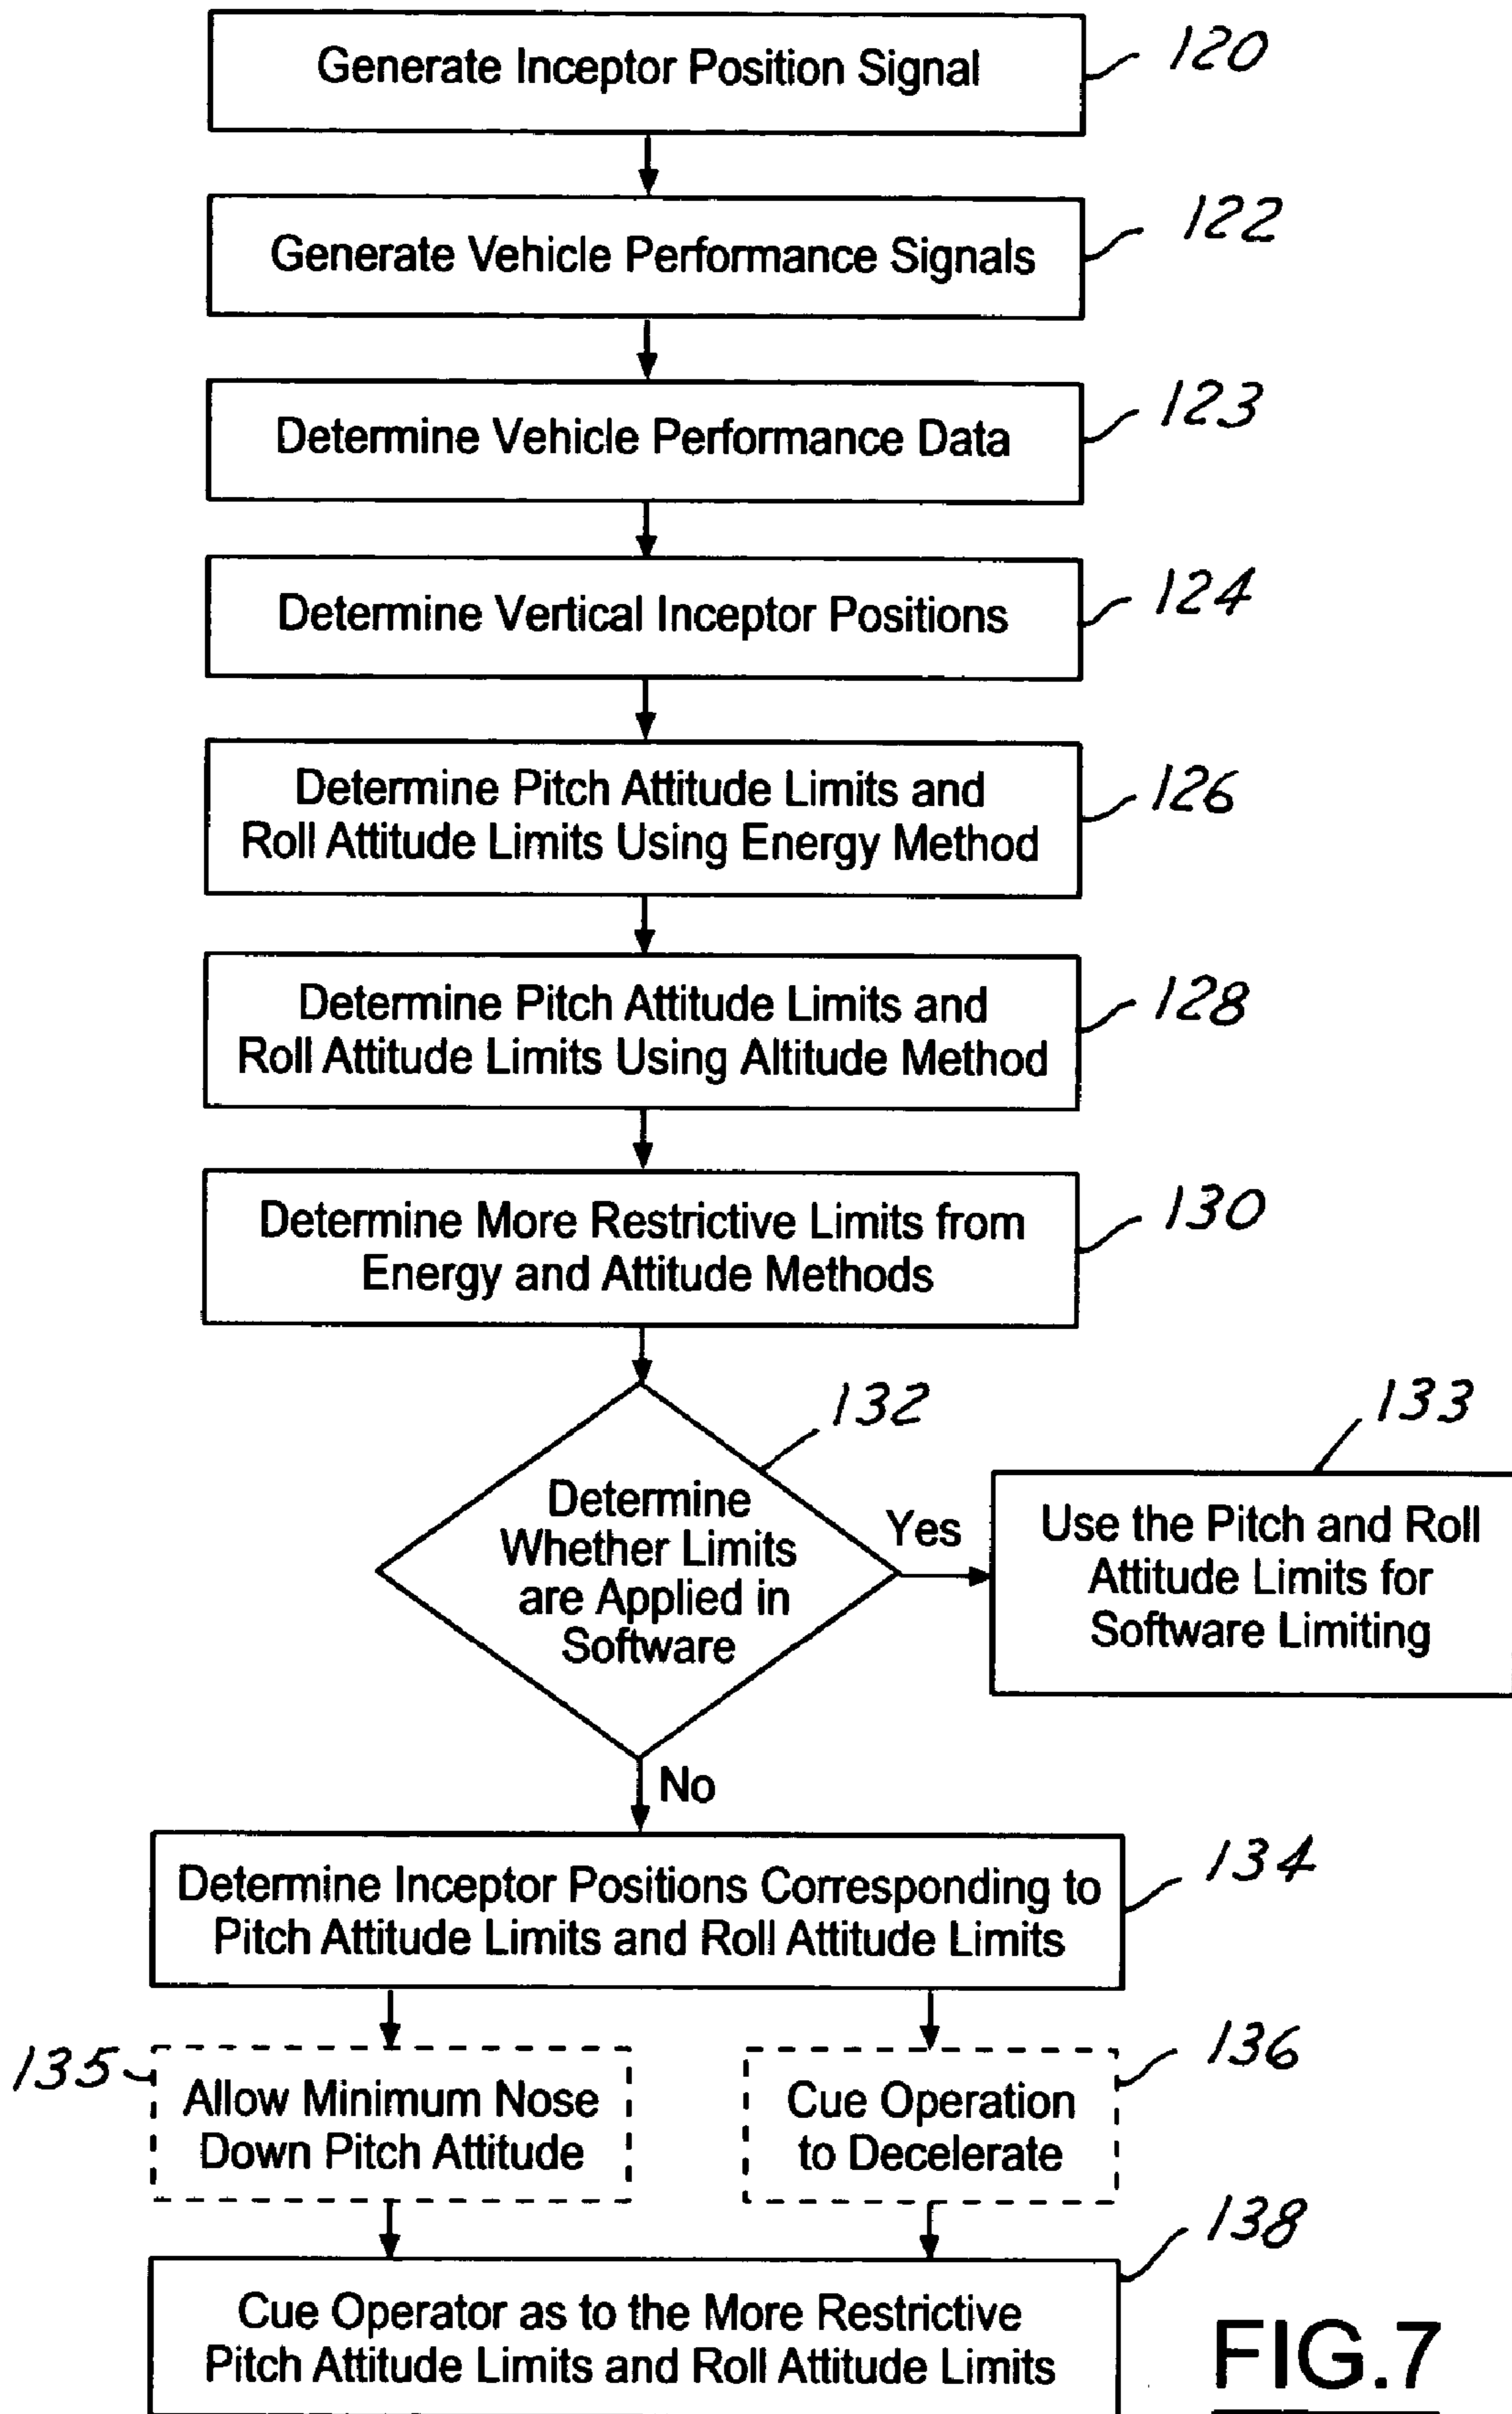 Generate Inceptor Position Signal
120
Generate Vehicle Performance Signals
122
Determine Vehicle Performance Data
123
Determine Vertical Inceptor Positions
124
Determine Pitch Attitude Limits and
Roll Attitude Limits Using Energy Method
126
Determine Pitch Attitude Limits and
Roll Attitude Limits Using Altitude Method
128
Determine More Restrictive Limits from
Energy and Attitude Methods
130
132
Determine
Whether Limits
are Applied in
Software
Yes
133
Use the Pitch and Roll
Attitude Limits for
Software Limiting
No
Determine Inceptor Positions Corresponding to
Pitch Attitude Limits and Roll Attitude Limits
134
135
Allow Minimum Nose
Down Pitch Attitude
Cue Operation
to Decelerate
136
Cue Operator as to the More Restrictive
Pitch Attitude Limits and Roll Attitude Limits
138
FIG.7